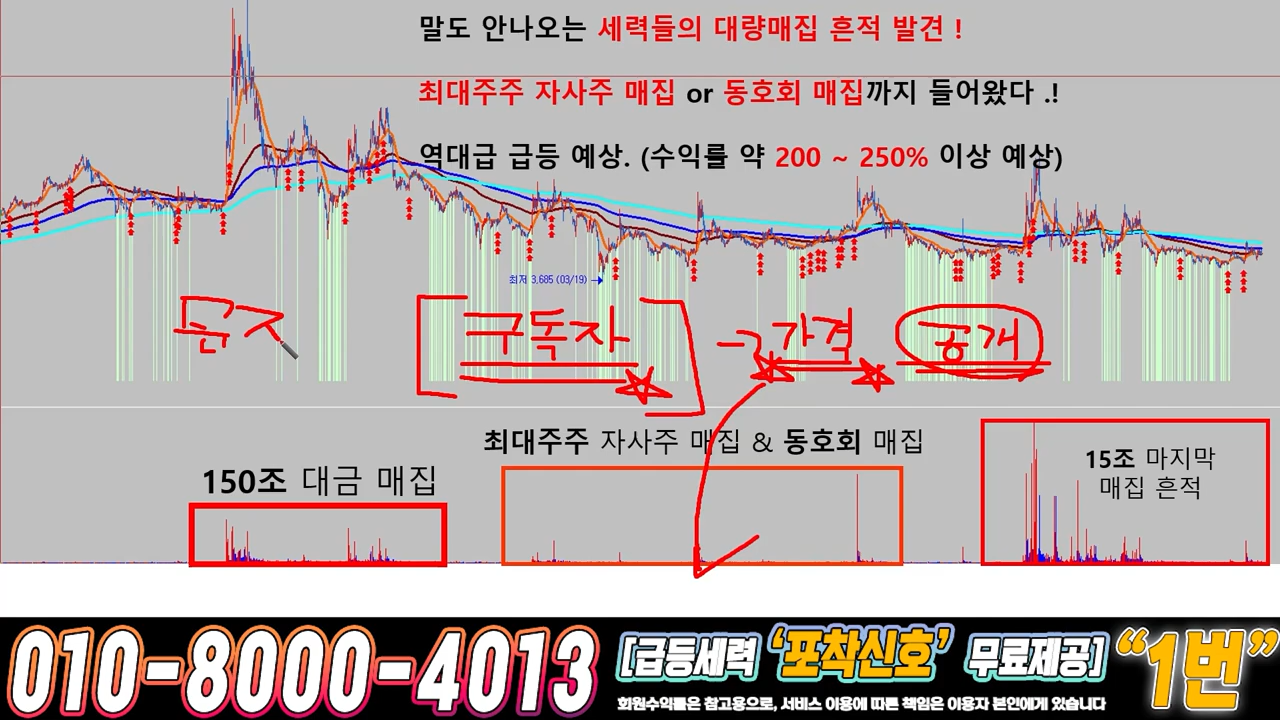 말도 안나오는 세력들의 대량매집 흔적 발견 !
최대주주 자사주 매집 or 동호회 매집까지 들어왔다 .!
역대급 급등 예상. (수익률 약 200 ~ 250% 이상 예상)
최저 3,685 (03/19)
구독자
가격
공개
최대주주 자사주 매집 & 동호회 매집
150조 대금 매집
15조 마지막
매집 흔적
010-8000-4013
[급등세력 '포착신호' 무료제공] "1번"
회원수익률은 참고용으로, 서비스 이용에 따른 책임은 이용자 본인에게 있습니다